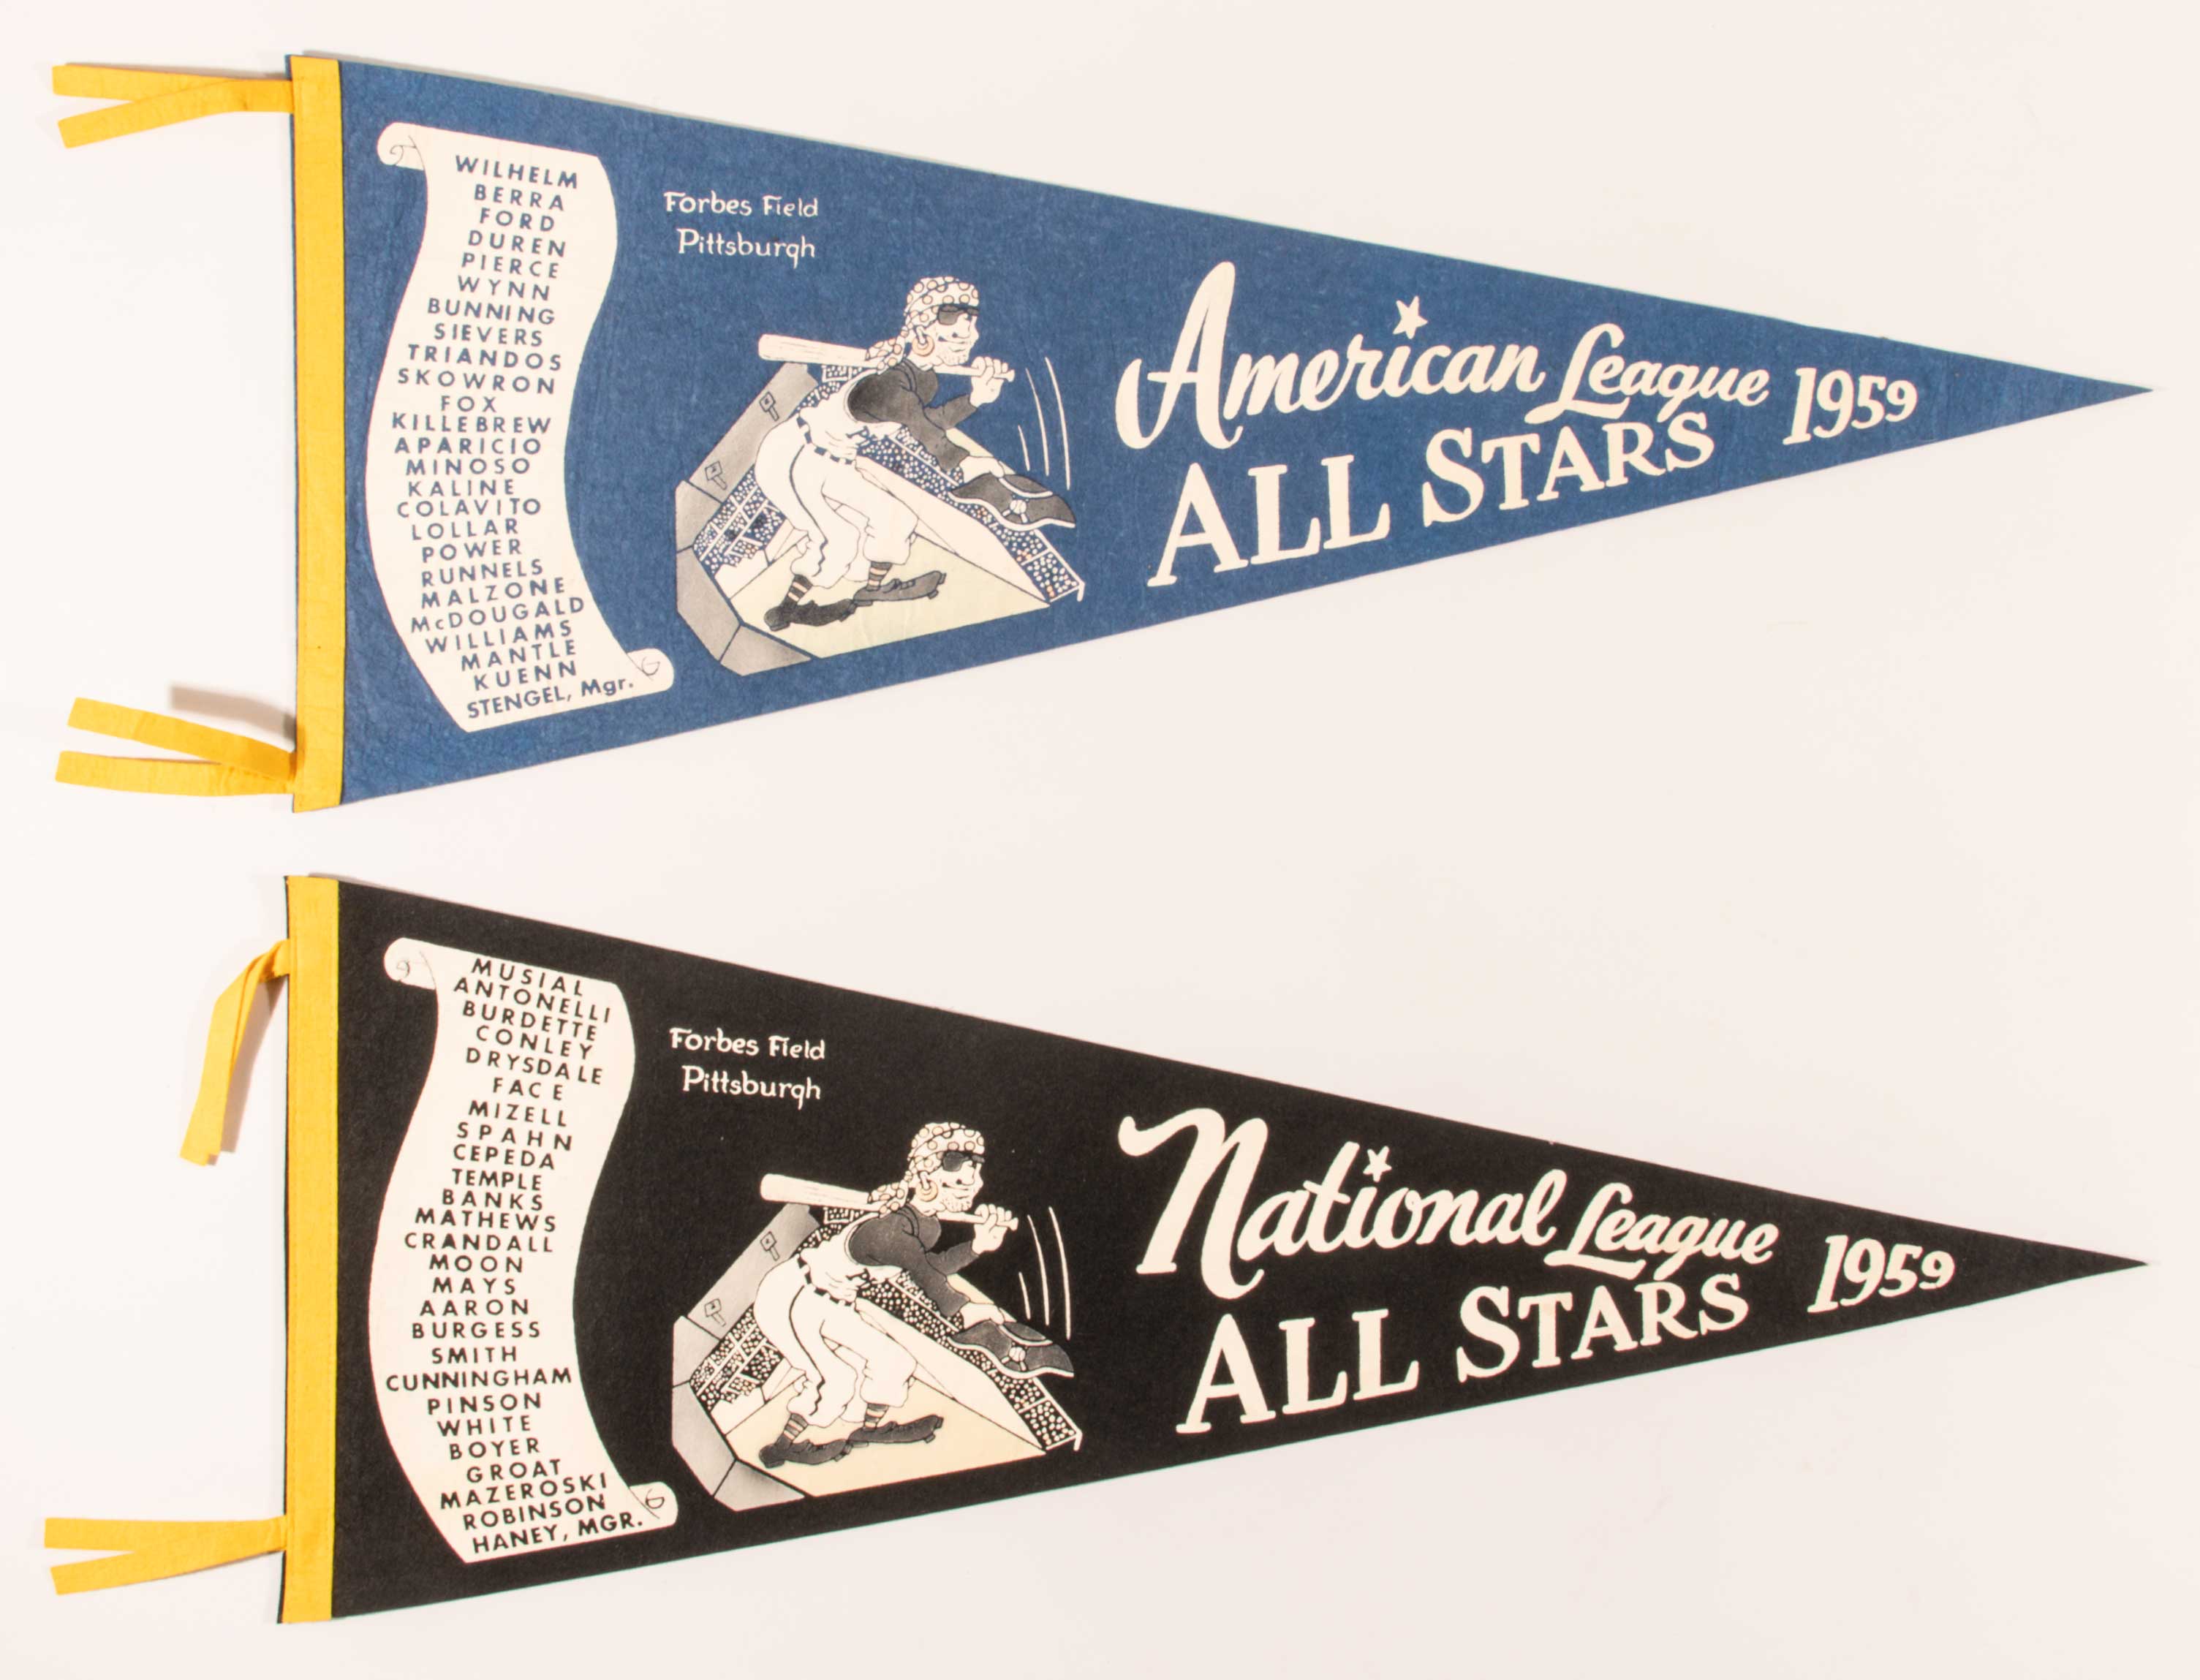 WILHELM
BERRA
FORD
DUREN
PIERCE
WYNN
BUNNING
SIEVERS
TRIANDOS
SKOWRON
FOX
KILLEBREW
APARICIO
MINOSO
KALINE
COLAVITO
LOLLAR
POWER
RUNNELS
MALZONE
McDOUGALD
WILLIAMS
MANTLE
KUENN
STENGEL, Mgr.
Forbes Field
Pittsburgh
American League 1959
ALL STARS
MUSIAL
ANTONELLI
BURDETTE
CONLEY
DRYSDALE
FACE
MIZELL
SPAHN
CEPEDA
TEMPLE
BANKS
MATHEWS
CRANDALL
MOON
MAYS
AARON
BURGESS
SMITH
CUNNINGHAM
PINSON
WHITE
BOYER
GROAT
MAZEROSKI
ROBINSON
HANEY, MGR.
Forbes Field
Pittsburgh
National League 1959
ALL STARS